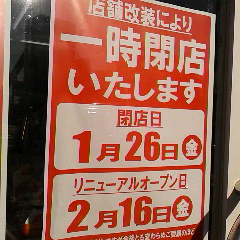 店舗改装により
一時閉店
いたします
閉店日
1月26日金
リニューアルオープン日
2月16日金